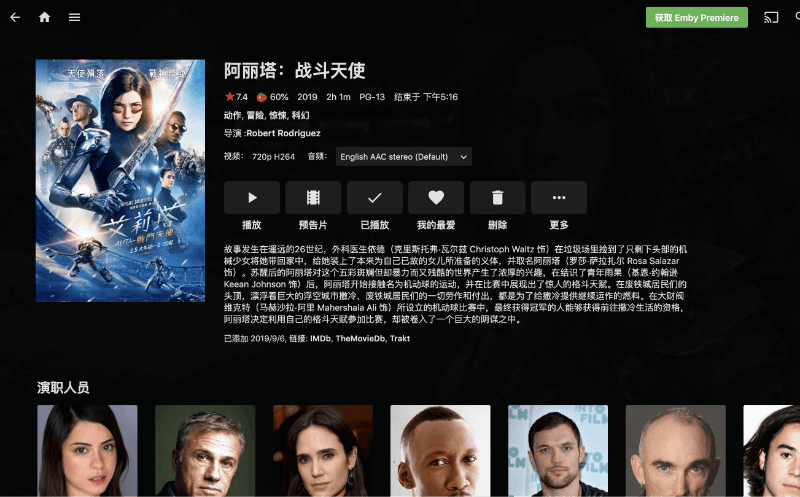 获取 Emby Premiere
天使殞落 戰神降臨
艾莉塔
ALITA 戰鬥天使
阿丽塔：战斗天使
7.4 60% 2019 2h 1m PG-13 结束于 下午5:16
动作, 冒险, 惊悚, 科幻
导演 :Robert Rodriguez
视频: 720p H264 音频: English AAC stereo (Default)
播放 预告片 已播放 我的最爱 删除 更多
故事发生在遥远的26世纪，外科医生依德（克里斯托弗·瓦尔兹 Christoph Waltz 饰）在垃圾场里捡到了只剩下头部的机
械少女将她带回家中，给她装上了本来为自己已故的女儿所准备的义体，并取名阿丽塔（罗莎·萨拉扎尔 Rosa Salazar
饰）。苏醒后的阿丽塔对这个五彩斑斓但却暴力而又残酷的世界产生了浓厚的兴趣，在结识了青年雨果（基恩·约翰逊
Keean Johnson 饰）后，阿丽塔开始接触名为机动球的运动，并在比赛中展现出了惊人的格斗天赋。在废铁城居民们的
头顶，漂浮着巨大的浮空城市撒冷，废铁城居民们的一切劳作和付出，都是为了给撒冷提供继续运作的燃料。在大财阀
维克特（马赫沙拉·阿里 Mahershala Ali 饰）所设立的机动球比赛中，最终获得冠军的人能够获得前往撒冷生活的资格，
阿丽塔决定利用自己的格斗天赋参加比赛，却被卷入了一个巨大的阴谋之中。
已添加 2019/9/6, 链接: IMDb, TheMovieDb, Trakt
演职人员
INTO
FILM